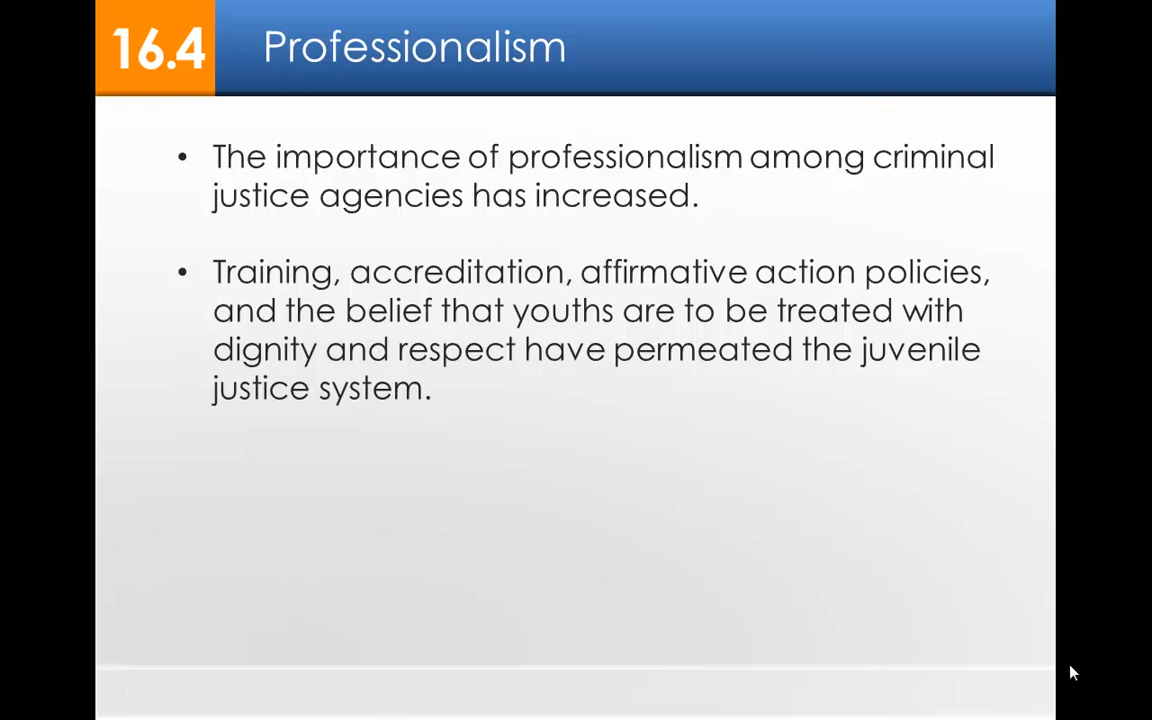 16.4 Professionalism
• The importance of professionalism among criminal
justice agencies has increased.
• Training, accreditation, affirmative action policies,
and the belief that youths are to be treated with
dignity and respect have permeated the juvenile
justice system.